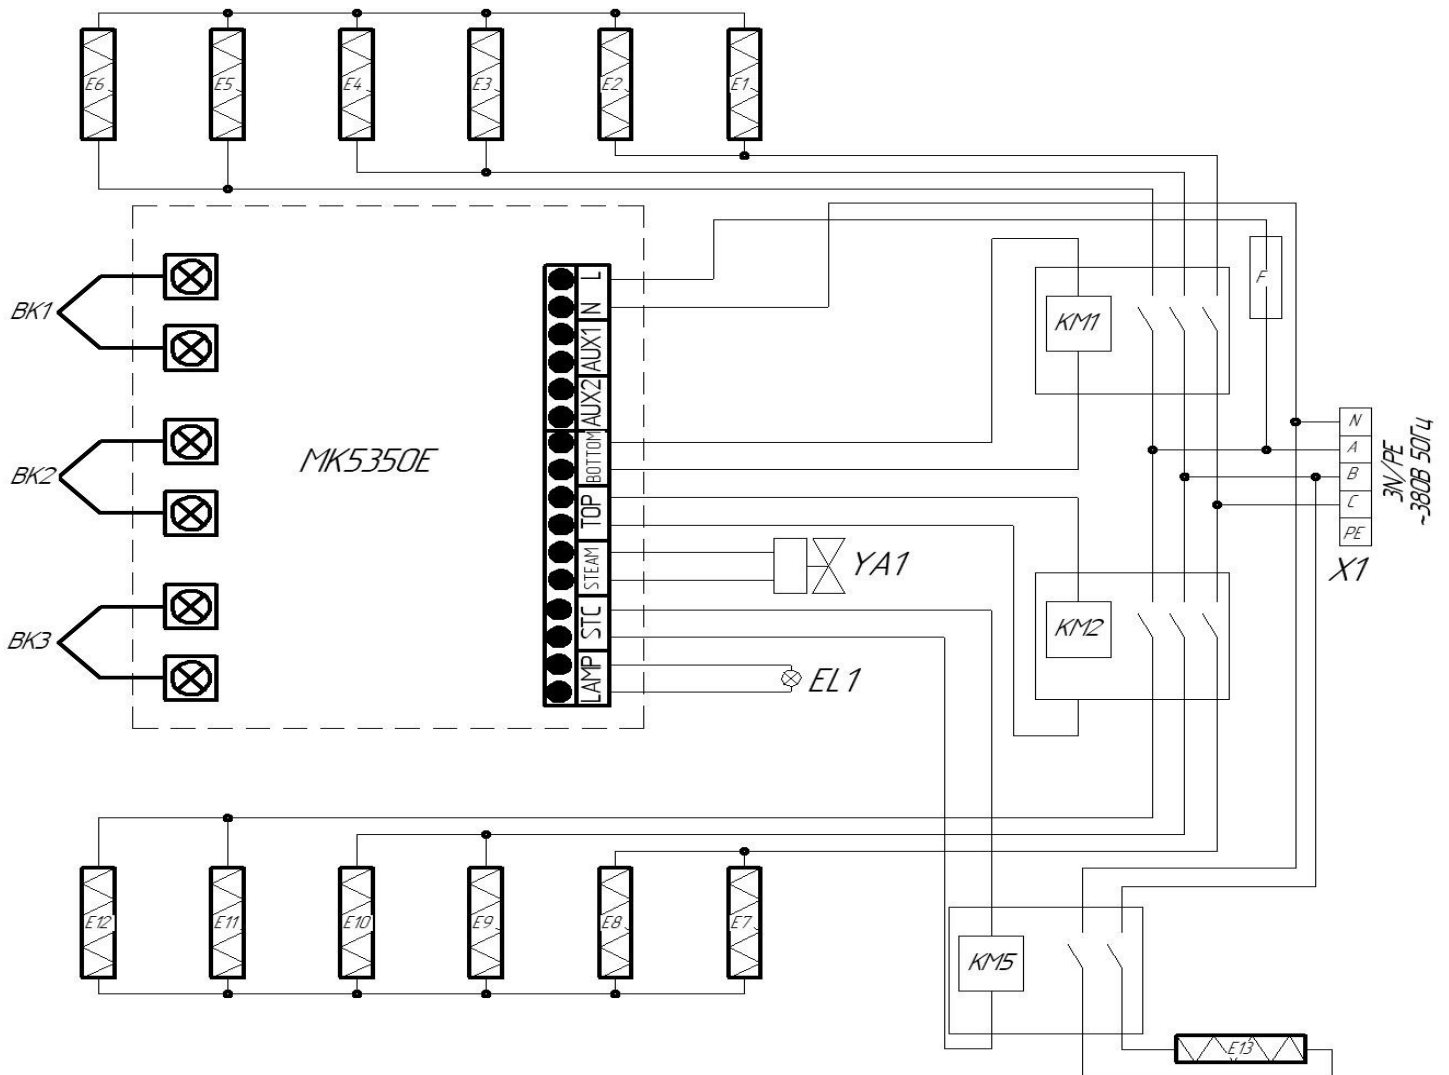 E6
E5
E4
E3
E2
E1
BK1
BK2
BK3
MK5350E
L
N
AUX1
AUX2
BOTTOM
TOP
STEAM
STC
LAMP
KM1
F
KM2
YA1
EL1
N
A
B
C
PE
X1
3N/PE
~380В 50Гц
E12
E11
E10
E9
E8
E7
KM5
E13